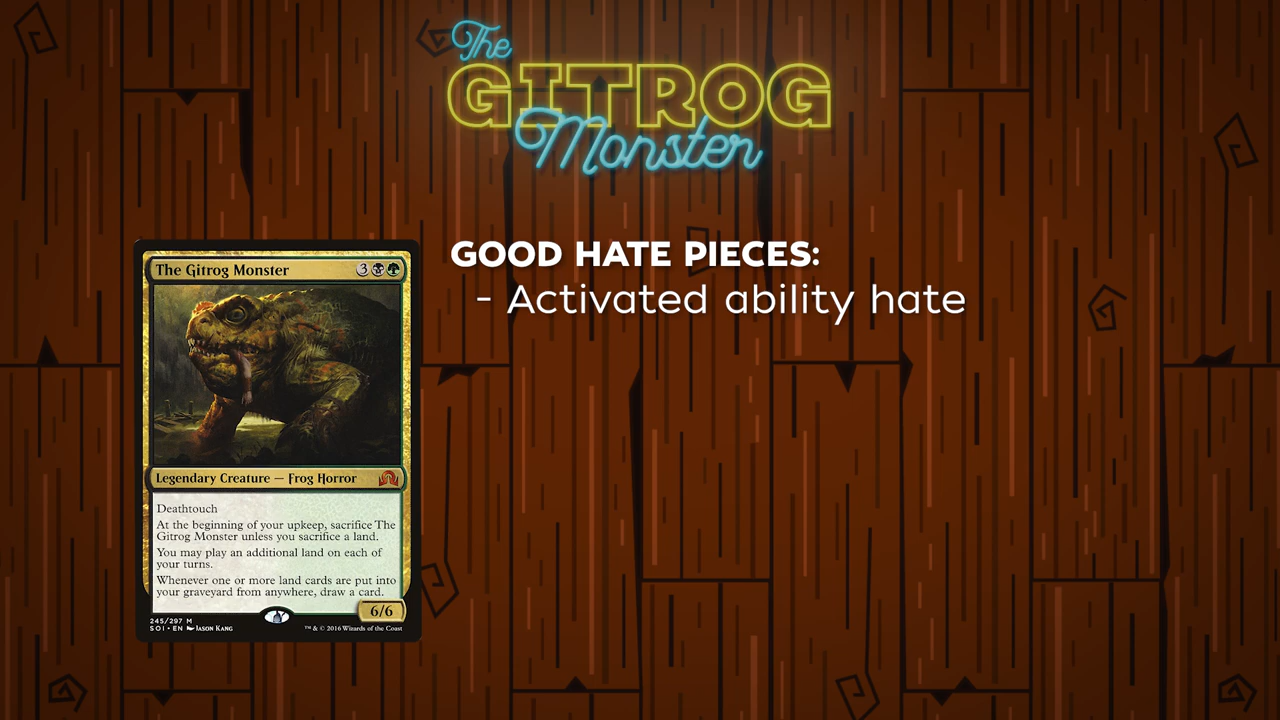 The
GITROG
Monster
GOOD HATE PIECES:
- Activated ability hate
The Gitrog Monster 3
Legendary Creature — Frog Horror
Deathtouch
At the beginning of your upkeep, sacrifice The
Gitrog Monster unless you sacrifice a land.
You may play an additional land on each of
your turns.
Whenever one or more land cards are put into
your graveyard from anywhere, draw a card.
6/6
245/297 M
SOI • EN Jason Kang
™ & © 2016 Wizards of the Coast